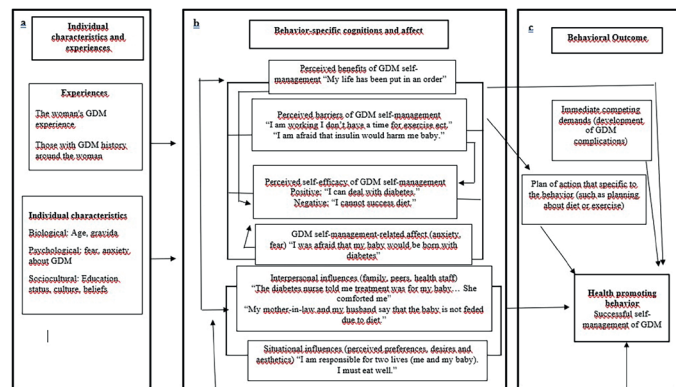 a
Individual
characteristics and
experiences
Experiences
The woman's GDM
experience
Those with GDM history
around the woman
Individual characteristics
Biological: Age, gravida,
Psychological: fear, anxiety,
about GDM
Sociocultural: Education,
status, culture, beliefs
b
Behavior-specific cognitions and affect
Perceived benefits of GDM self-
management "My life has been put in an order"
Perceived barriers of GDM self-management
"I am working I don't have a time for exercise ect."
"I am afraid that insulin would harm me baby."
Perceived self-efficacy of GDM self-management
Positive: "I can deal with diabetes."
Negative: "I cannot success diet."
GDM self-management-related affect (anxiety,
fear) "I was afraid that my baby would be born with
diabetes."
Interpersonal influences (family, peers, health staff)
"The diabetes nurse told me treatment was for my baby… She
comforted me"
"My mother-in-law and my husband say that the baby is not feded
due to diet."
Situational influences (perceived preferences, desires and
aesthetics) "I am responsible for two lives (me and my baby).
I must eat well."
c
Behavioral Outcome
Immediate competing
demands (development
of GDM
complications)
Plan of action that specific to
the behavior (such as planning
about diet or exercise)
Health promoting
behavior
Successful self-
management of GDM